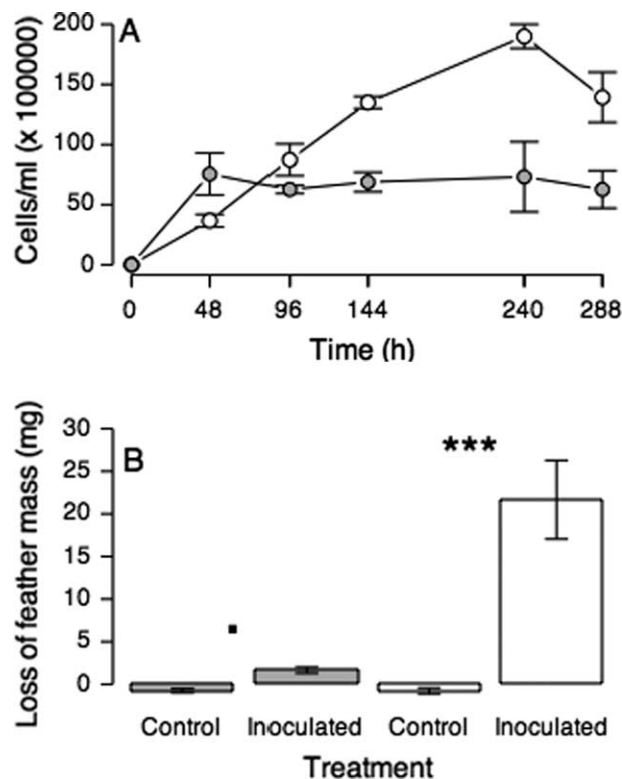 A
Cells/ml (x 100000)
200
150
100
50
0
0 48 96 144 240 288
Time (h)
B
Loss of feather mass (mg)
30
25
20
15
10
5
0
***
Control Inoculated Control Inoculated
Treatment